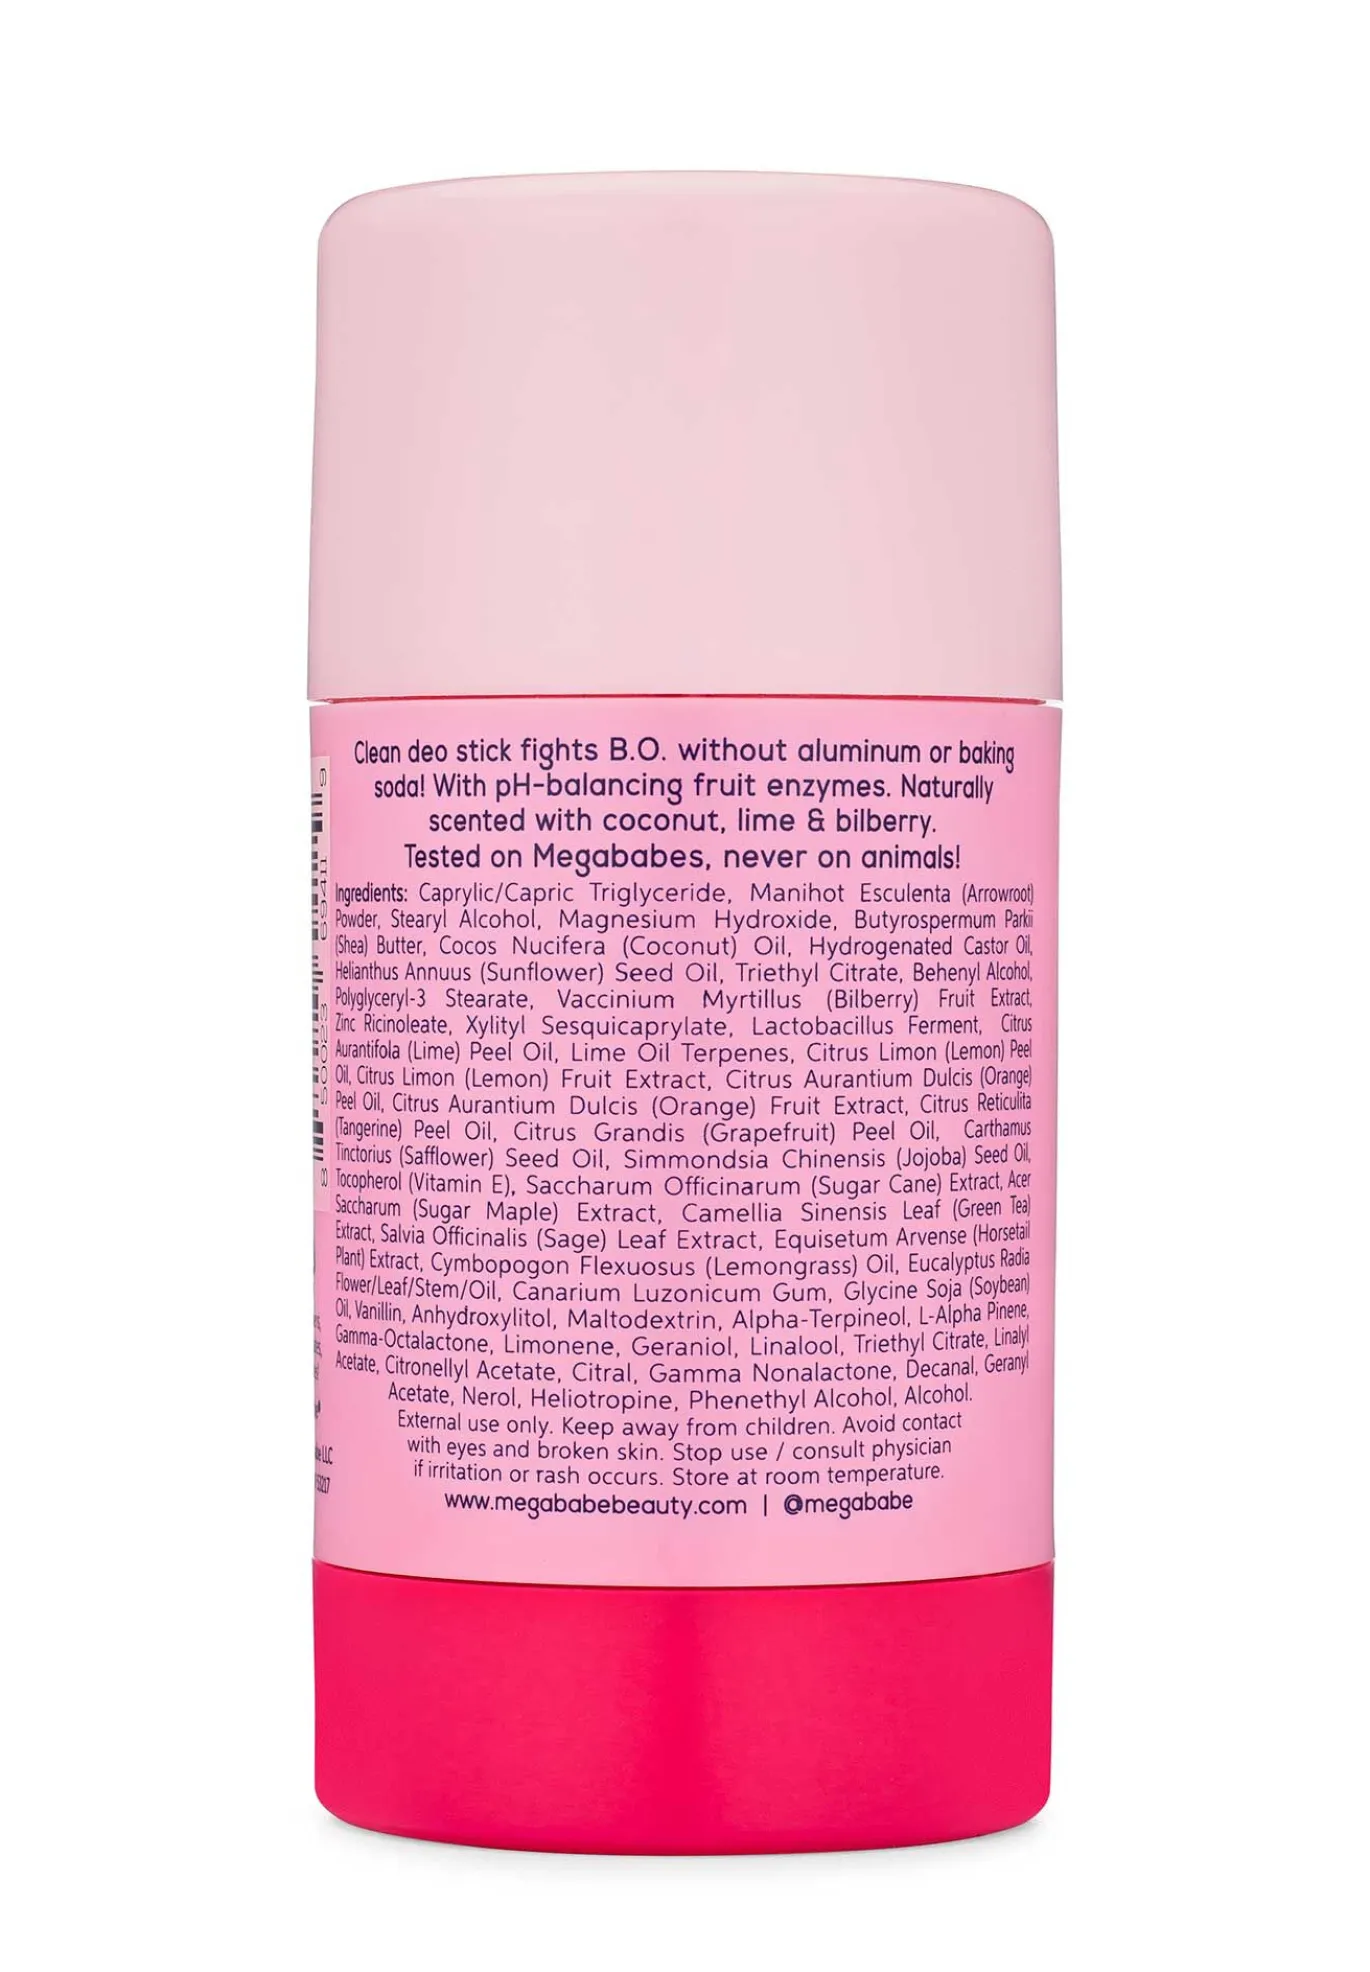 Clean deo stick fights B.O. without aluminum or baking
soda! With pH-balancing fruit enzymes. Naturally
scented with coconut, lime & bilberry.
Tested on Megababes, never on animals!
Ingredients: Caprylic/Capric Triglyceride, Manihot Esculenta (Arrowroot)
Powder, Stearyl Alcohol, Magnesium Hydroxide, Butyrospermum Parkii
(Shea) Butter, Cocos Nucifera (Coconut) Oil, Hydrogenated Castor Oil,
Helianthus Annuus (Sunflower) Seed Oil, Triethyl Citrate, Behenyl Alcohol,
Polyglyceryl-3 Stearate, Vaccinium Myrtillus (Bilberry) Fruit Extract,
Zinc Ricinoleate, Xylityl Sesquicaprylate, Lactobacillus Ferment, Citrus
Aurantifola (Lime) Peel Oil, Lime Oil Terpenes, Citrus Limon (Lemon) Peel
Oil, Citrus Limon (Lemon) Fruit Extract, Citrus Aurantium Dulcis (Orange)
Peel Oil, Citrus Aurantium Dulcis (Orange) Fruit Extract, Citrus Reticulita
(Tangerine) Peel Oil, Citrus Grandis (Grapefruit) Peel Oil, Carthamus
Tinctorius (Safflower) Seed Oil, Simmondsia Chinensis (Jojoba) Seed Oil,
Tocopherol (Vitamin E), Saccharum Officinarum (Sugar Cane) Extract, Acer
Saccharum (Sugar Maple) Extract, Camellia Sinensis Leaf (Green Tea)
Extract, Salvia Officinalis (Sage) Leaf Extract, Equisetum Arvense (Horsetail
Plant) Extract, Cymbopogon Flexuosus (Lemongrass) Oil, Eucalyptus Radia
Flower/Leaf/Stem/Oil, Canarium Luzonicum Gum, Glycine Soja (Soybean)
Oil, Vanillin, Anhydroxylitol, Maltodextrin, Alpha-Terpineol, L-Alpha Pinene,
Gamma-Octalactone, Limonene, Geraniol, Linalool, Triethyl Citrate, Linalyl
Acetate, Citronellyl Acetate, Citral, Gamma Nonalactone, Decanal, Geranyl
Acetate, Nerol, Heliotropine, Phenethyl Alcohol, Alcohol.
External use only. Keep away from children. Avoid contact
with eyes and broken skin. Stop use / consult physician
if irritation or rash occurs. Store at room temperature.
www.megababebeauty.com | @megababe
8 50023 69411 9
LLC
53217